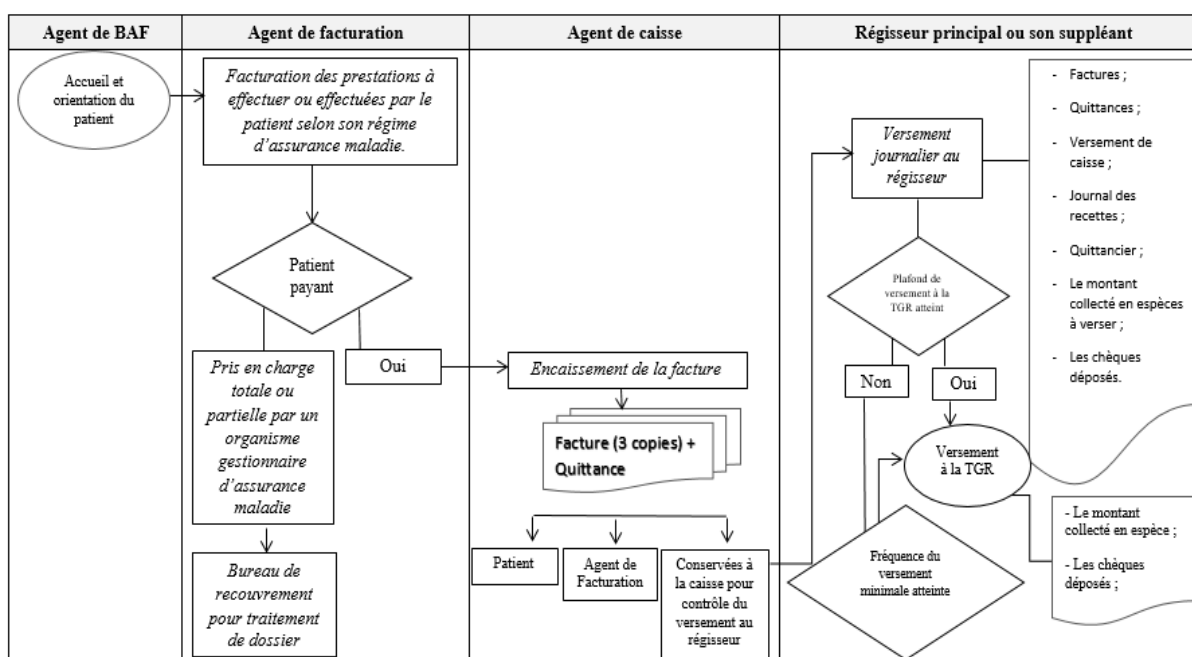 Agent de BAF
Agent de facturation
Agent de caisse
Régisseur principal ou son suppléant
Accueil et
orientation du
patient
Facturation des prestations à
effectuer ou effectuées par le
patient selon son régime
d'assurance maladie.
Patient
payant
Pris en charge
totale ou
partielle par un
organisme
gestionnaire
d'assurance
maladie
Oui
Bureau de
recouvrement
pour traitement
de dossier
Encaissement de la facture
Facture (3 copies) +
Quittance
Patient
Agent de
Facturation
Conservées à
la caisse pour
contrôle du
versement au
régisseur
Versement
journalier au
régisseur
Plafond de
versement à la
TGR atteint
Non
Oui
Versement
à la TGR
Fréquence du
versement
minimale atteinte
- Factures ;
- Quittances ;
- Versement de
caisse ;
- Journal des
recettes ;
- Quittancier ;
- Le montant
collecté en espèces
à verser ;
- Les chèques
déposés.
- Le montant
collecté en espèce ;
- Les chèques
déposés ;